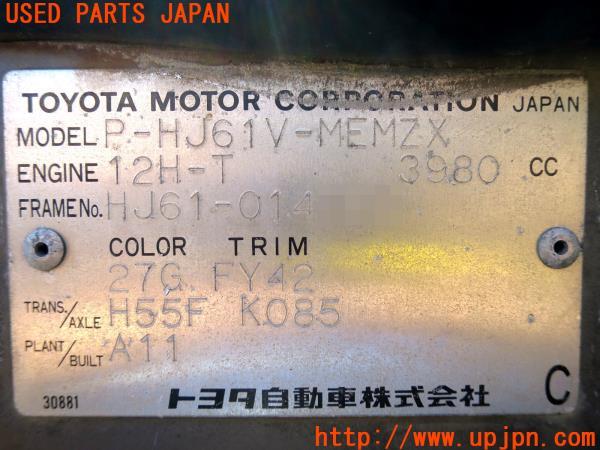 USED PARTS JAPAN
TOYOTA MOTOR CORPORATION JAPAN
MODEL P-HJ61V-MEMZX
ENGINE 12H-T 3980 CC
FRAME No. HJ61-014
COLOR TRIM
27G FY42
TRANS./AXLE H55F K085
PLANT/BUILT A11
30881 トヨタ自動車株式会社 C
http://www.upjpn.com/